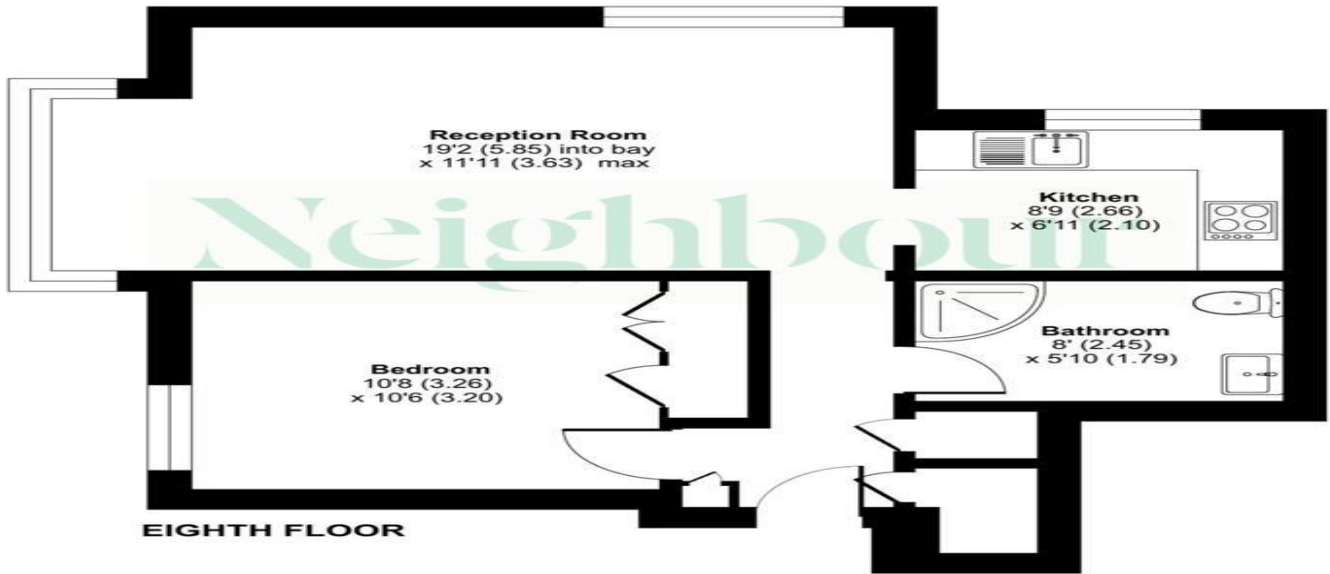 Reception Room
19'2 (5.85) into bay
x 11'11 (3.63) max
Neighbour
Kitchen
8'9 (2.66)
x 6'11 (2.10)
Bathroom
8' (2.45)
x 5'10 (1.79)
Bedroom
10'8 (3.26)
x 10'6 (3.20)
EIGHTH FLOOR